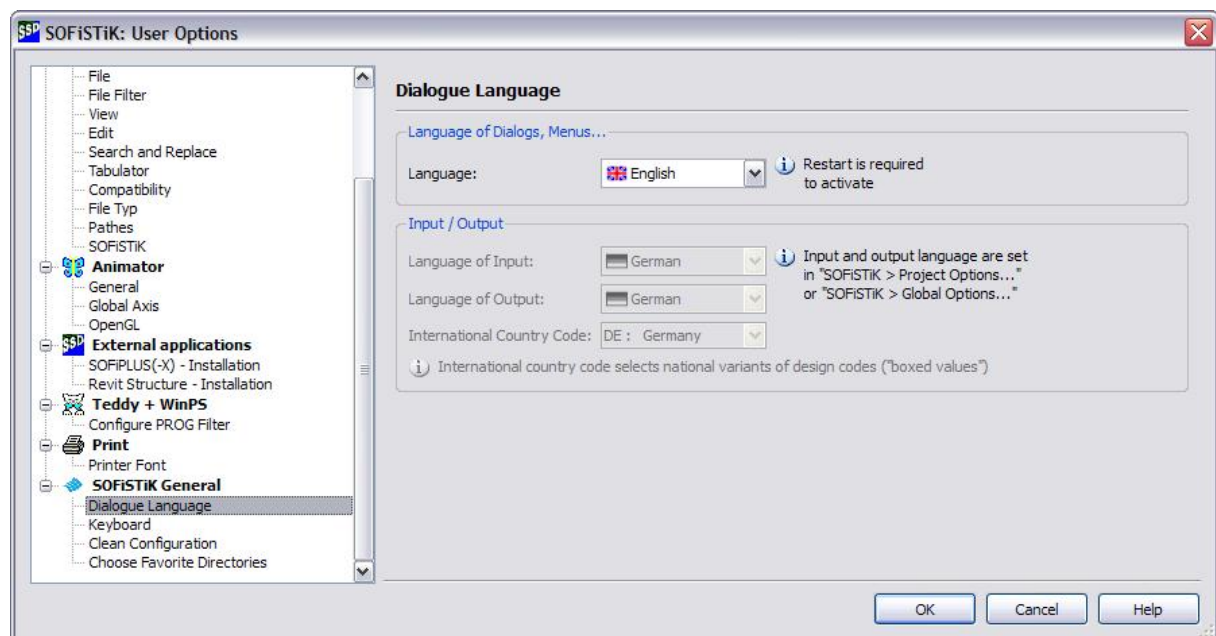 SOFiSTiK: User Options
File
File Filter
View
Edit
Search and Replace
Tabulator
Compatibility
File Typ
Pathes
SOFiSTiK
Animator
General
Global Axis
OpenGL
SSP External applications
SOFiPLUS(-X) - Installation
Revit Structure - Installation
Teddy + WinPS
Configure PROG Filter
Print
Printer Font
SOFiSTiK General
Dialogue Language
Keyboard
Clean Configuration
Choose Favorite Directories
Dialogue Language
Language of Dialogs, Menus...
Language: English
Restart is required
to activate
Input / Output
Language of Input: German
Language of Output: German
International Country Code: DE : Germany
Input and output language are set
in "SOFiSTiK > Project Options..."
or "SOFiSTiK > Global Options..."
International country code selects national variants of design codes ("boxed values")
OK Cancel Help